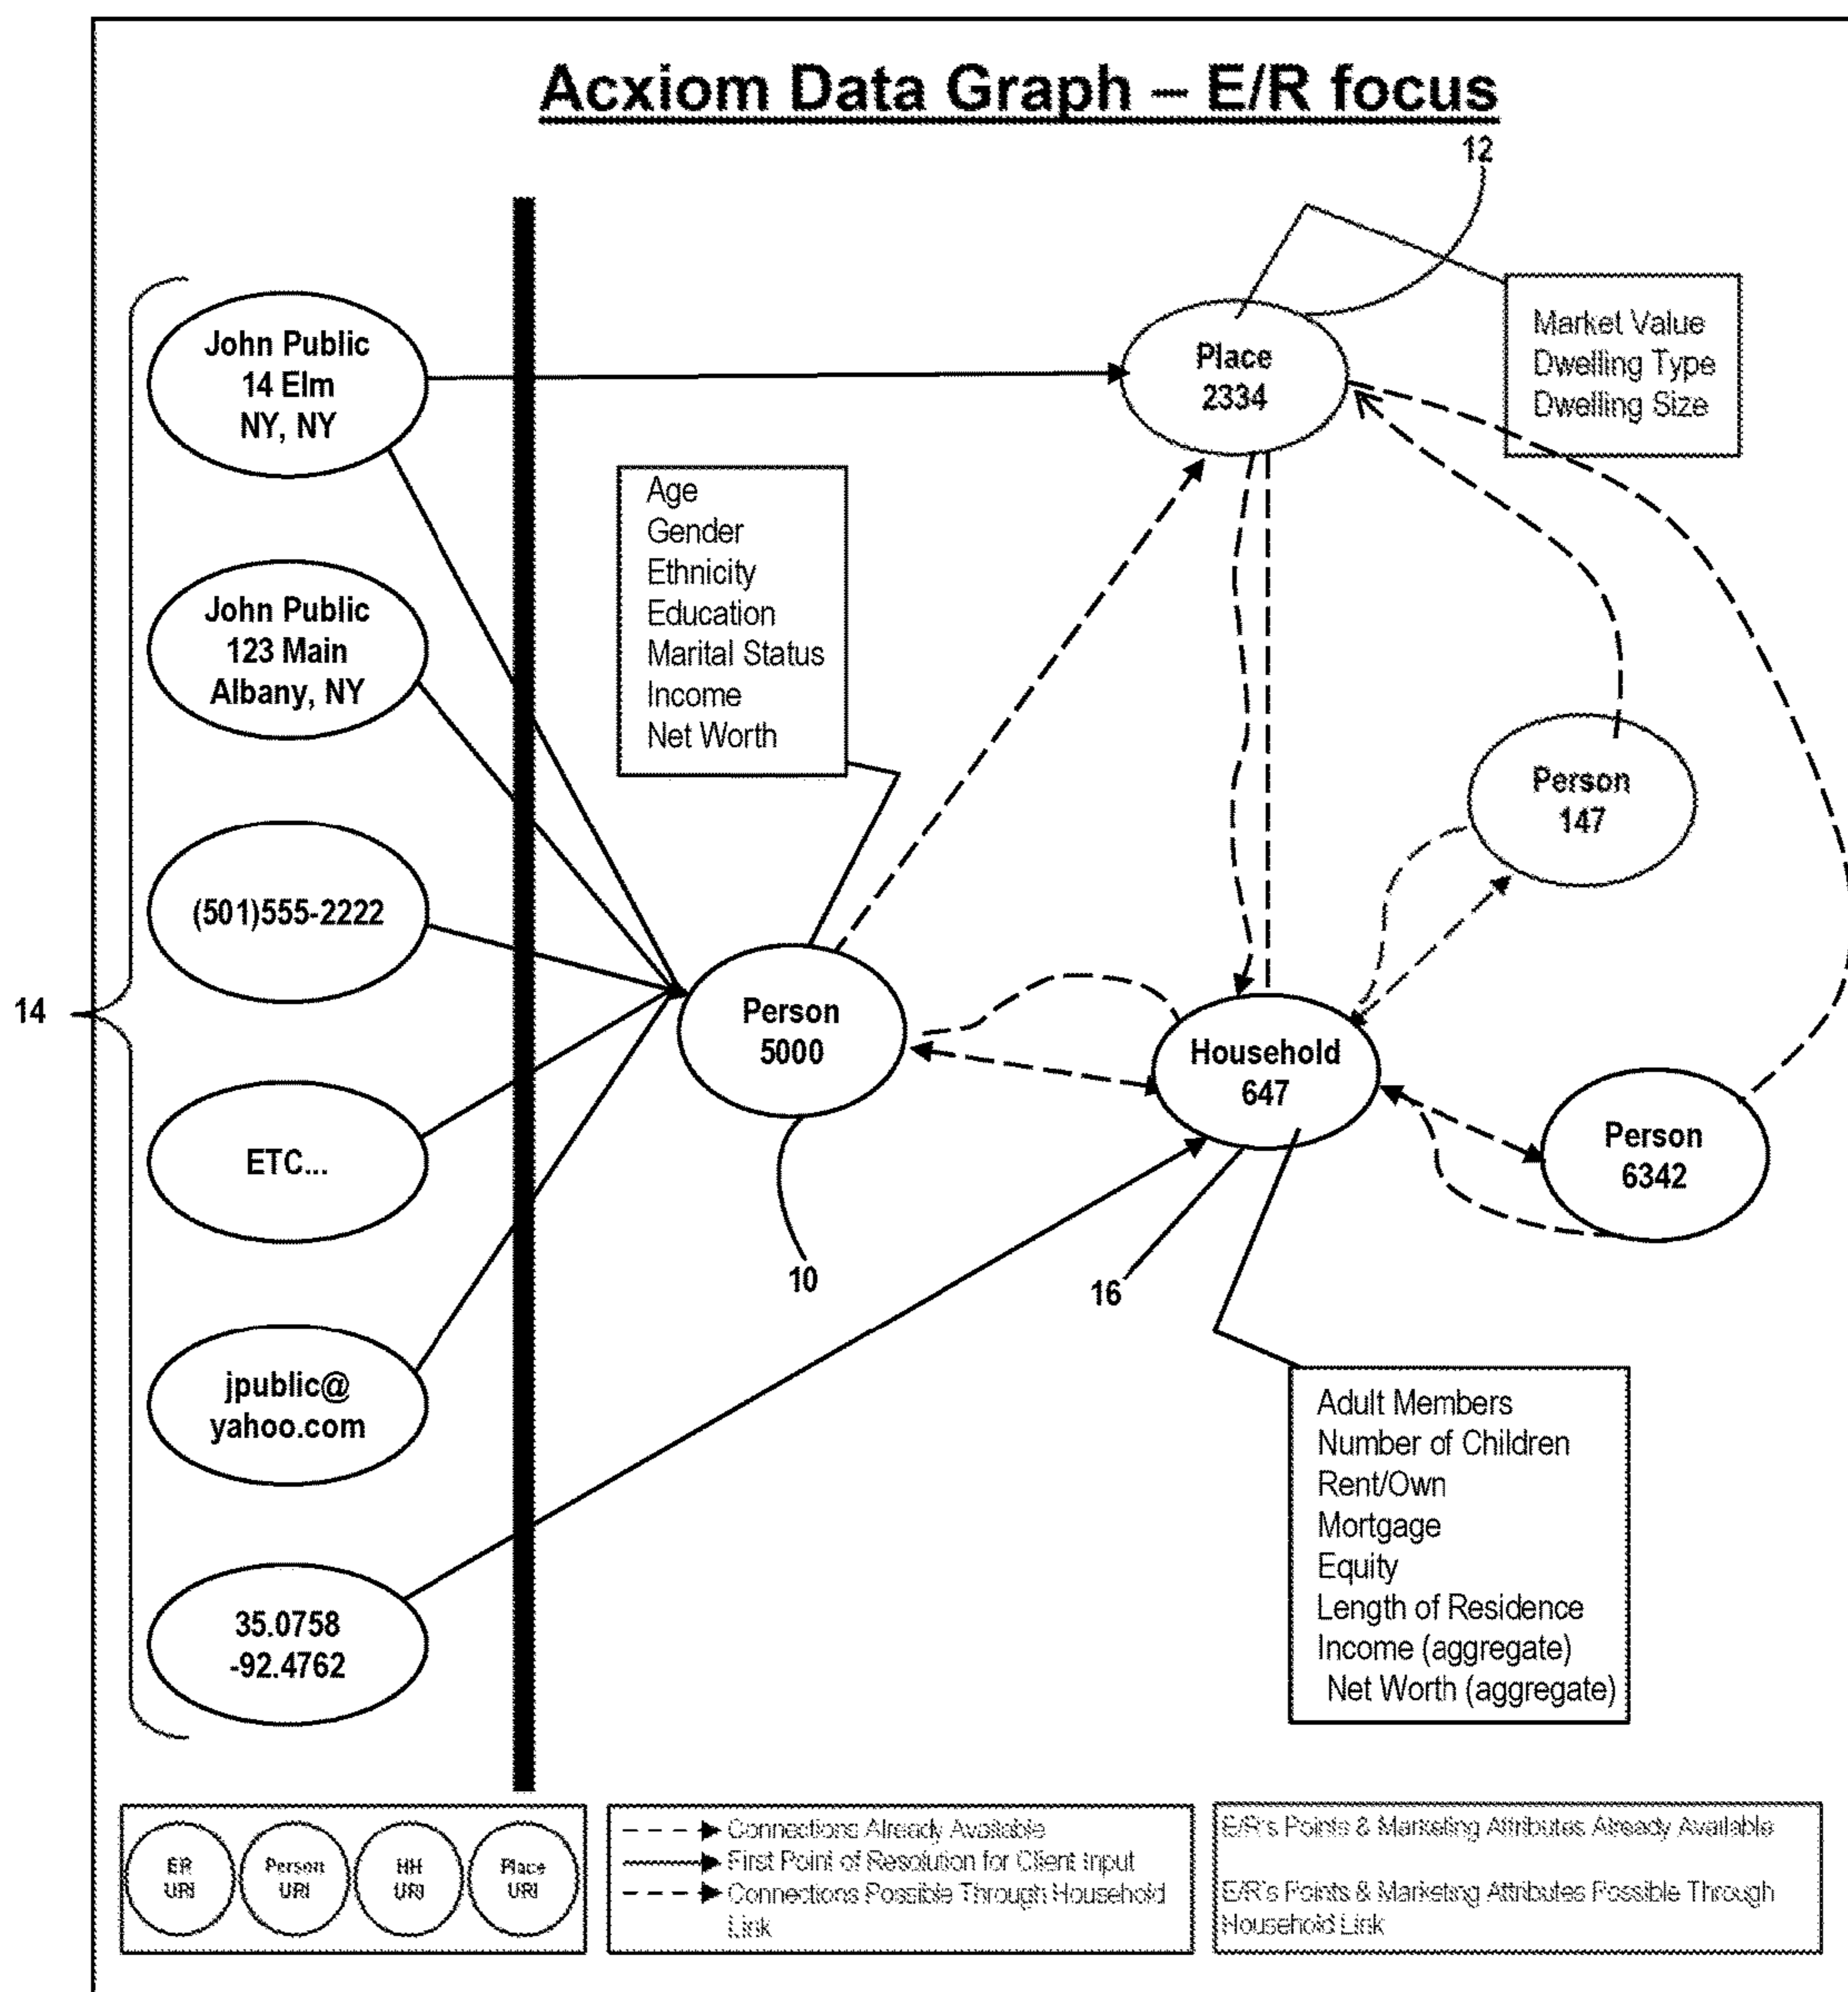 Acxiom Data Graph – E/R focus
12
John Public
14 Elm
NY, NY
Place
2334
Market Value
Dwelling Type
Dwelling Size
Age
Gender
Ethnicity
Education
Marital Status
Income
Net Worth
John Public
123 Main
Albany, NY
Person
147
(501)555-2222
14
Person
5000
Household
647
Person
6342
ETC...
10
16
jpublic@
yahoo.com
Adult Members
Number of Children
Rent/Own
Mortgage
Equity
Length of Residence
Income (aggregate)
Net Worth (aggregate)
35.0758
-92.4762
ER
URI
Person
URI
HH
URI
Place
URI
Connections Already Available
First Point of Resolution for Client Input
Connections Possible Through Household
Link
E/R's Points & Marketing Attributes Already Available
E/R's Points & Marketing Attributes Possible Through
Household Link